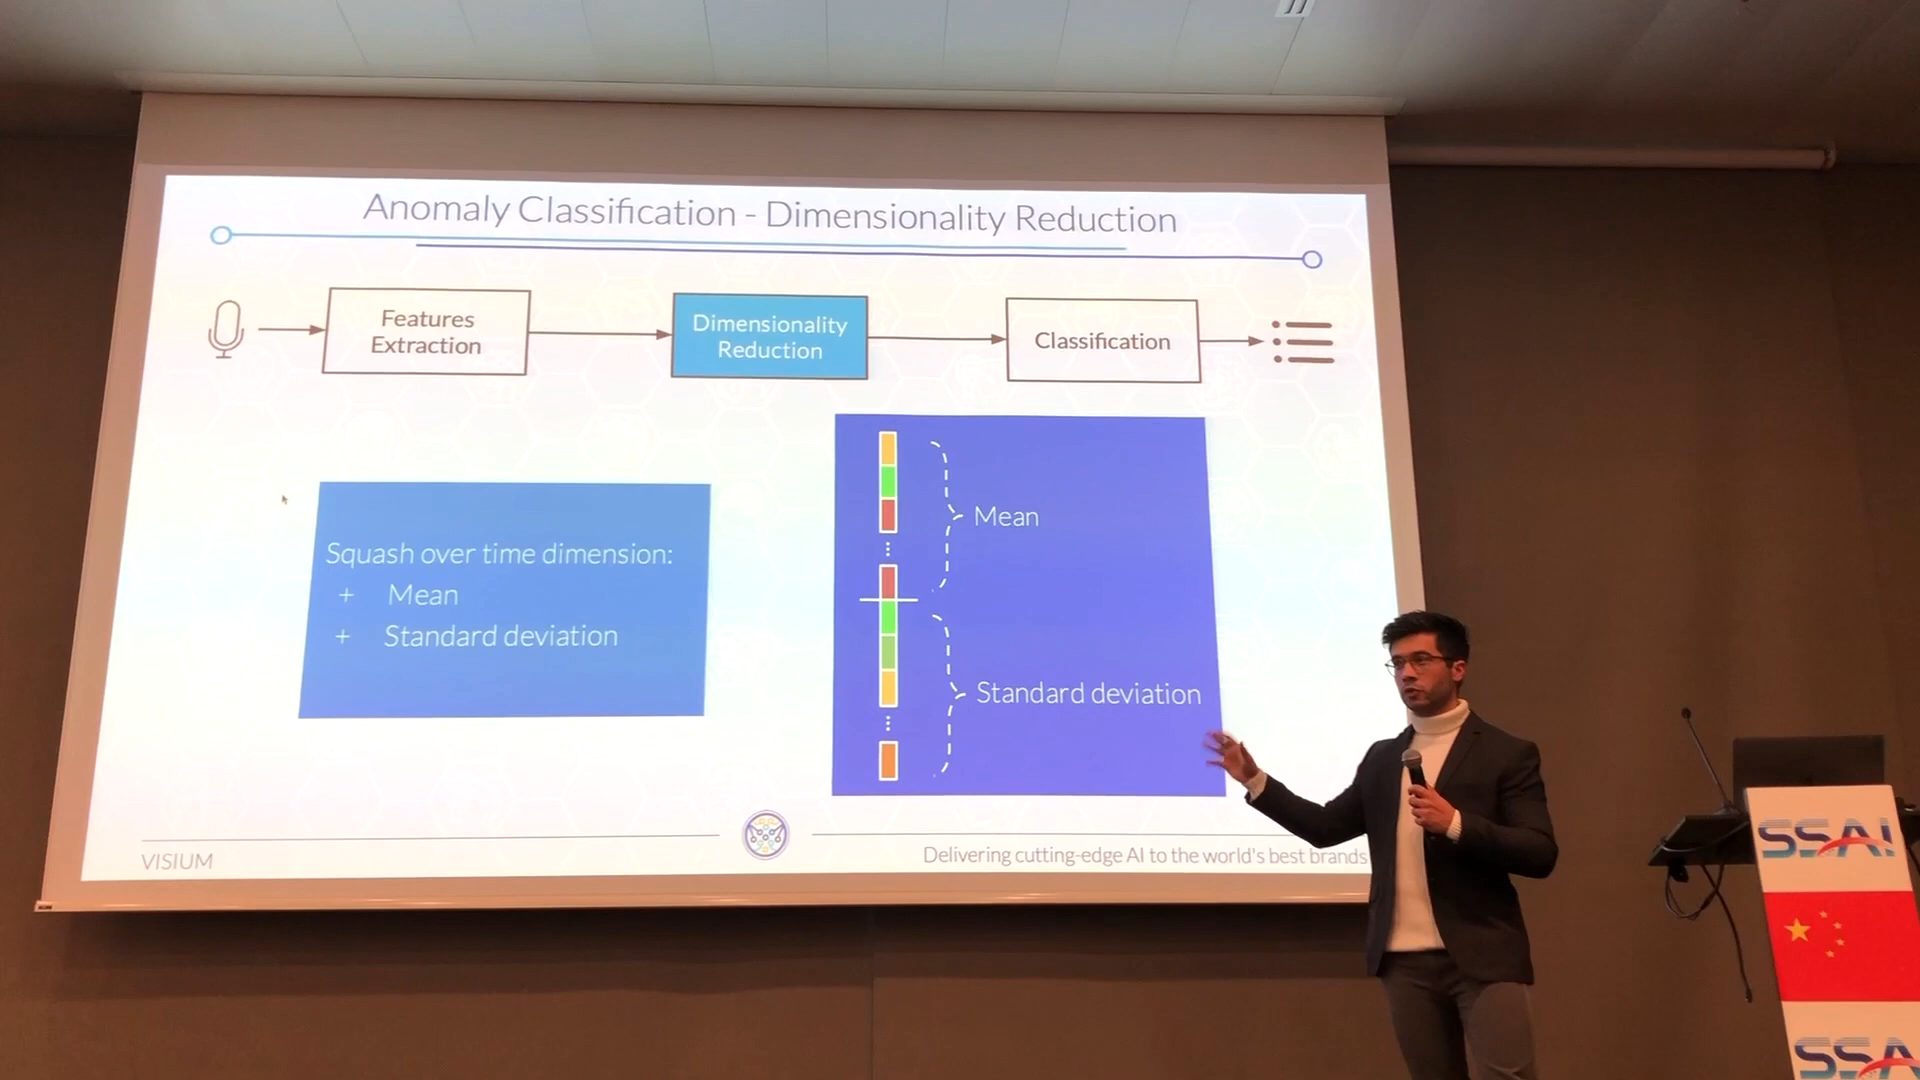 Anomaly Classification - Dimensionality Reduction
Features
Extraction
Dimensionality
Reduction
Classification
Squash over time dimension:
+ Mean
+ Standard deviation
Mean
Standard deviation
VISIUM
Delivering cutting-edge AI to the world's best brands
SSAI
SSA